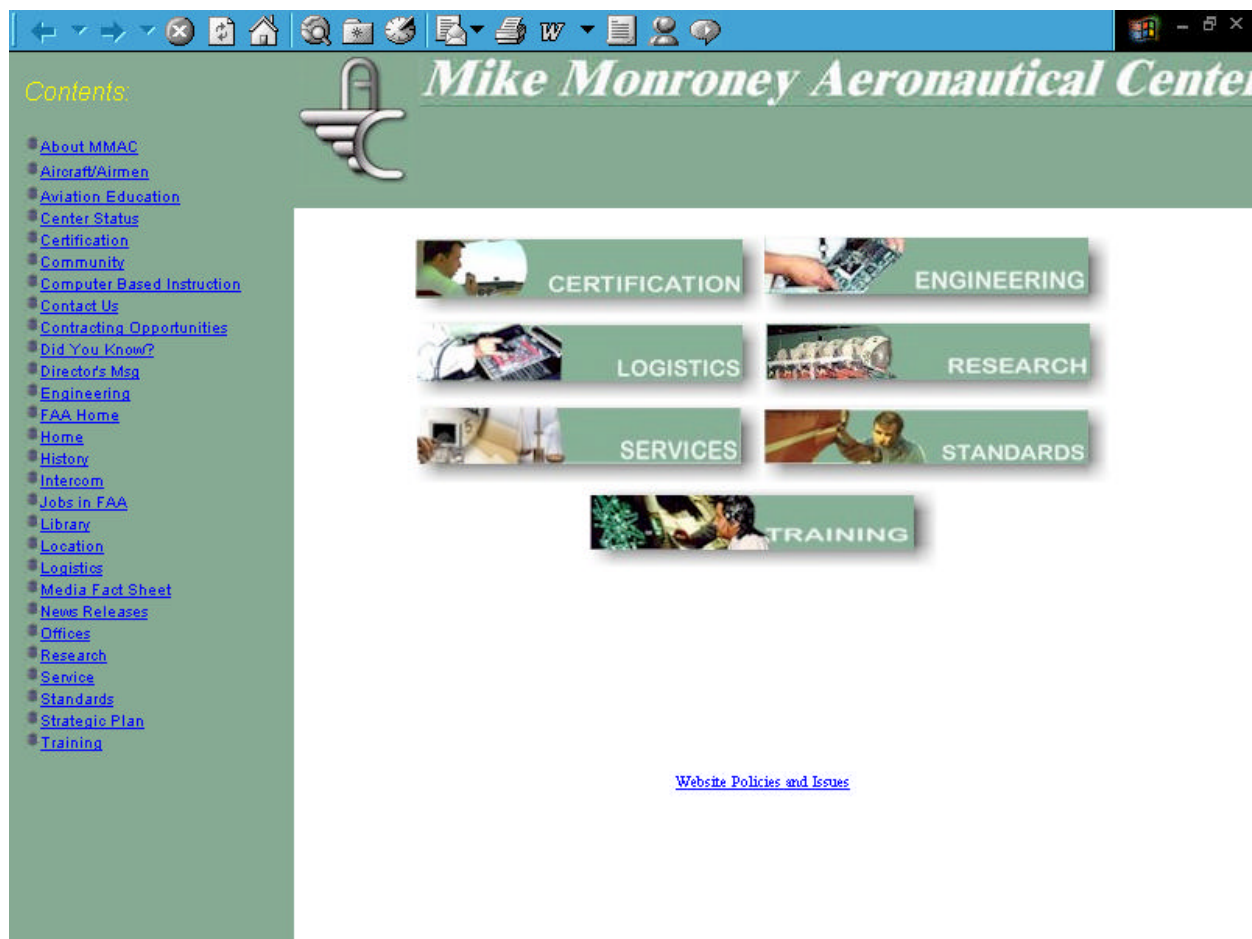 Mike Monroney Aeronautical Center
Contents:
About MMAC
Aircraft/Airmen
Aviation Education
Center Status
Certification
Community
Computer Based Instruction
Contact Us
Contracting Opportunities
Did You Know?
Director's Msg
Engineering
FAA Home
Home
History
Intercom
Jobs in FAA
Library
Location
Logistics
Media Fact Sheet
News Releases
Offices
Research
Service
Standards
Strategic Plan
Training
CERTIFICATION
ENGINEERING
LOGISTICS
RESEARCH
SERVICES
STANDARDS
TRAINING
Website Policies and Issues